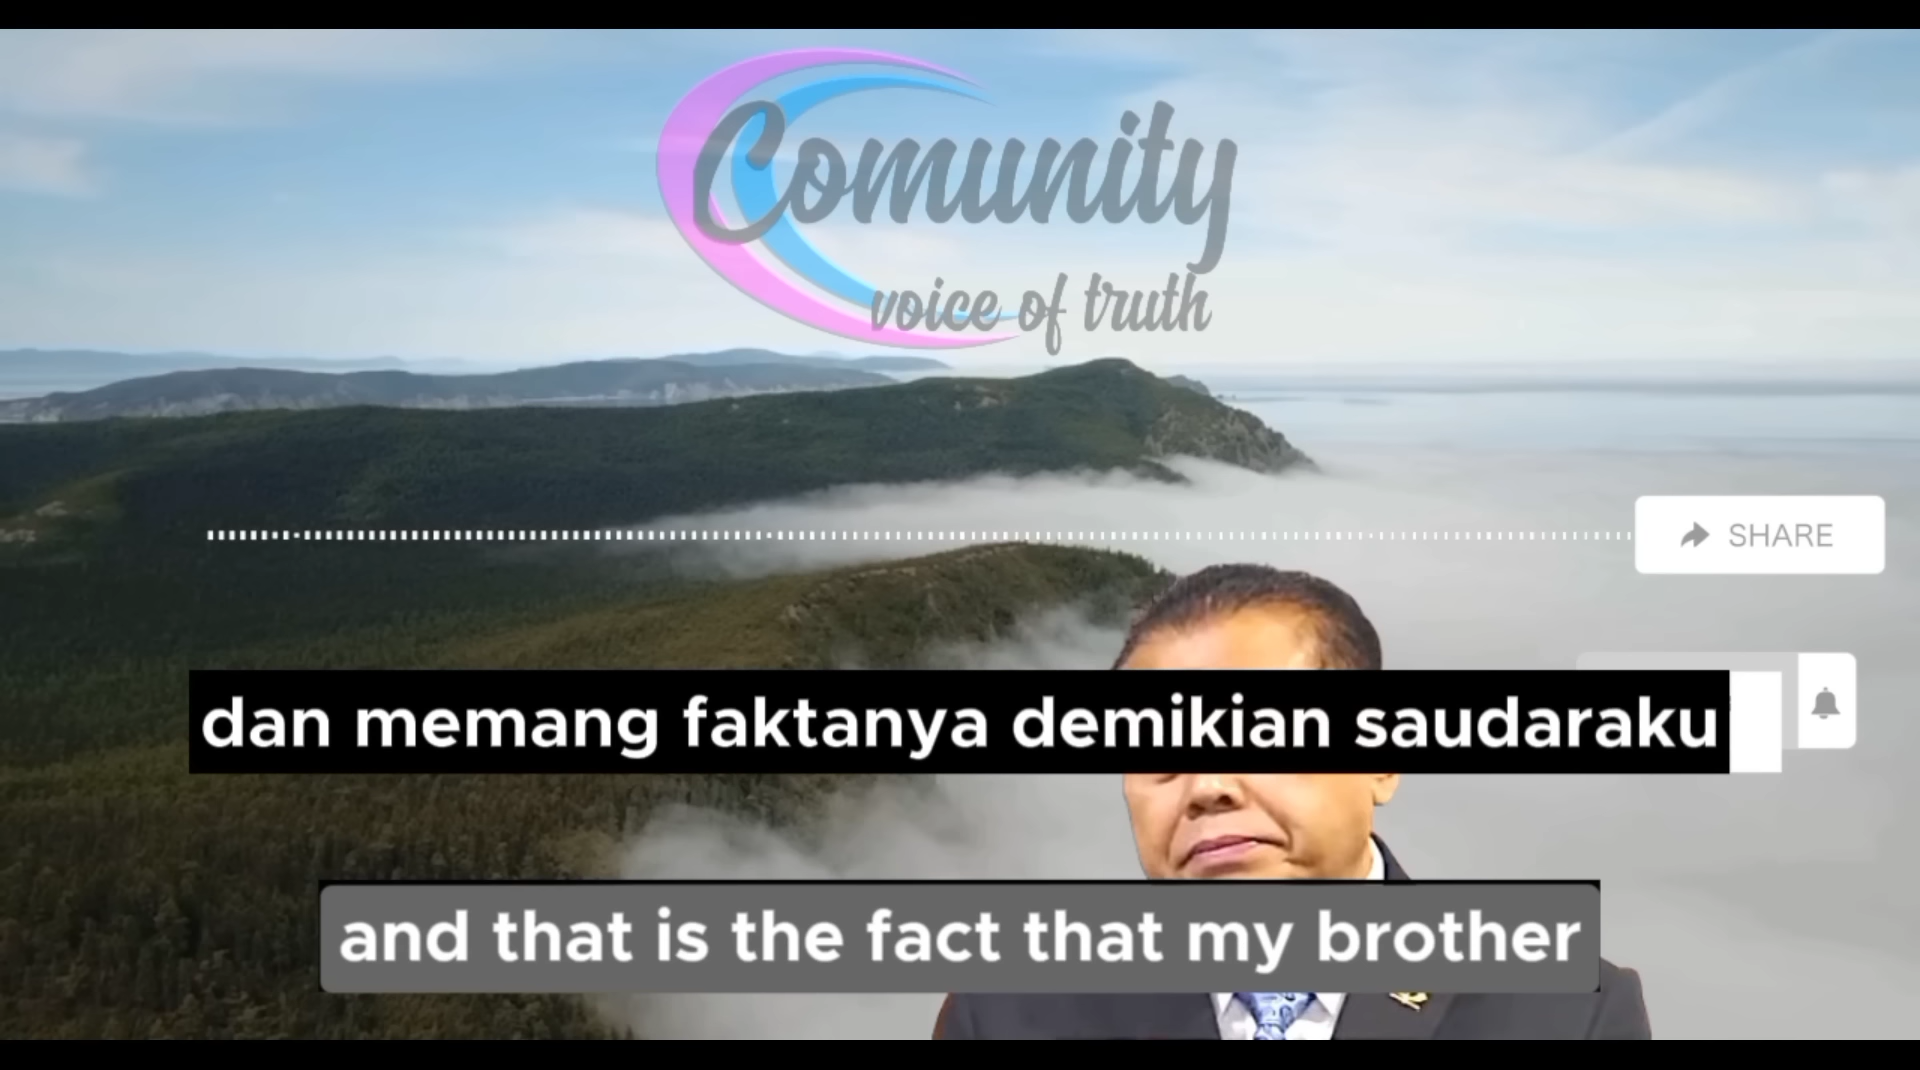 Comunity
voice of truth
SHARE
dan memang faktanya demikian saudaraku
and that is the fact that my brother